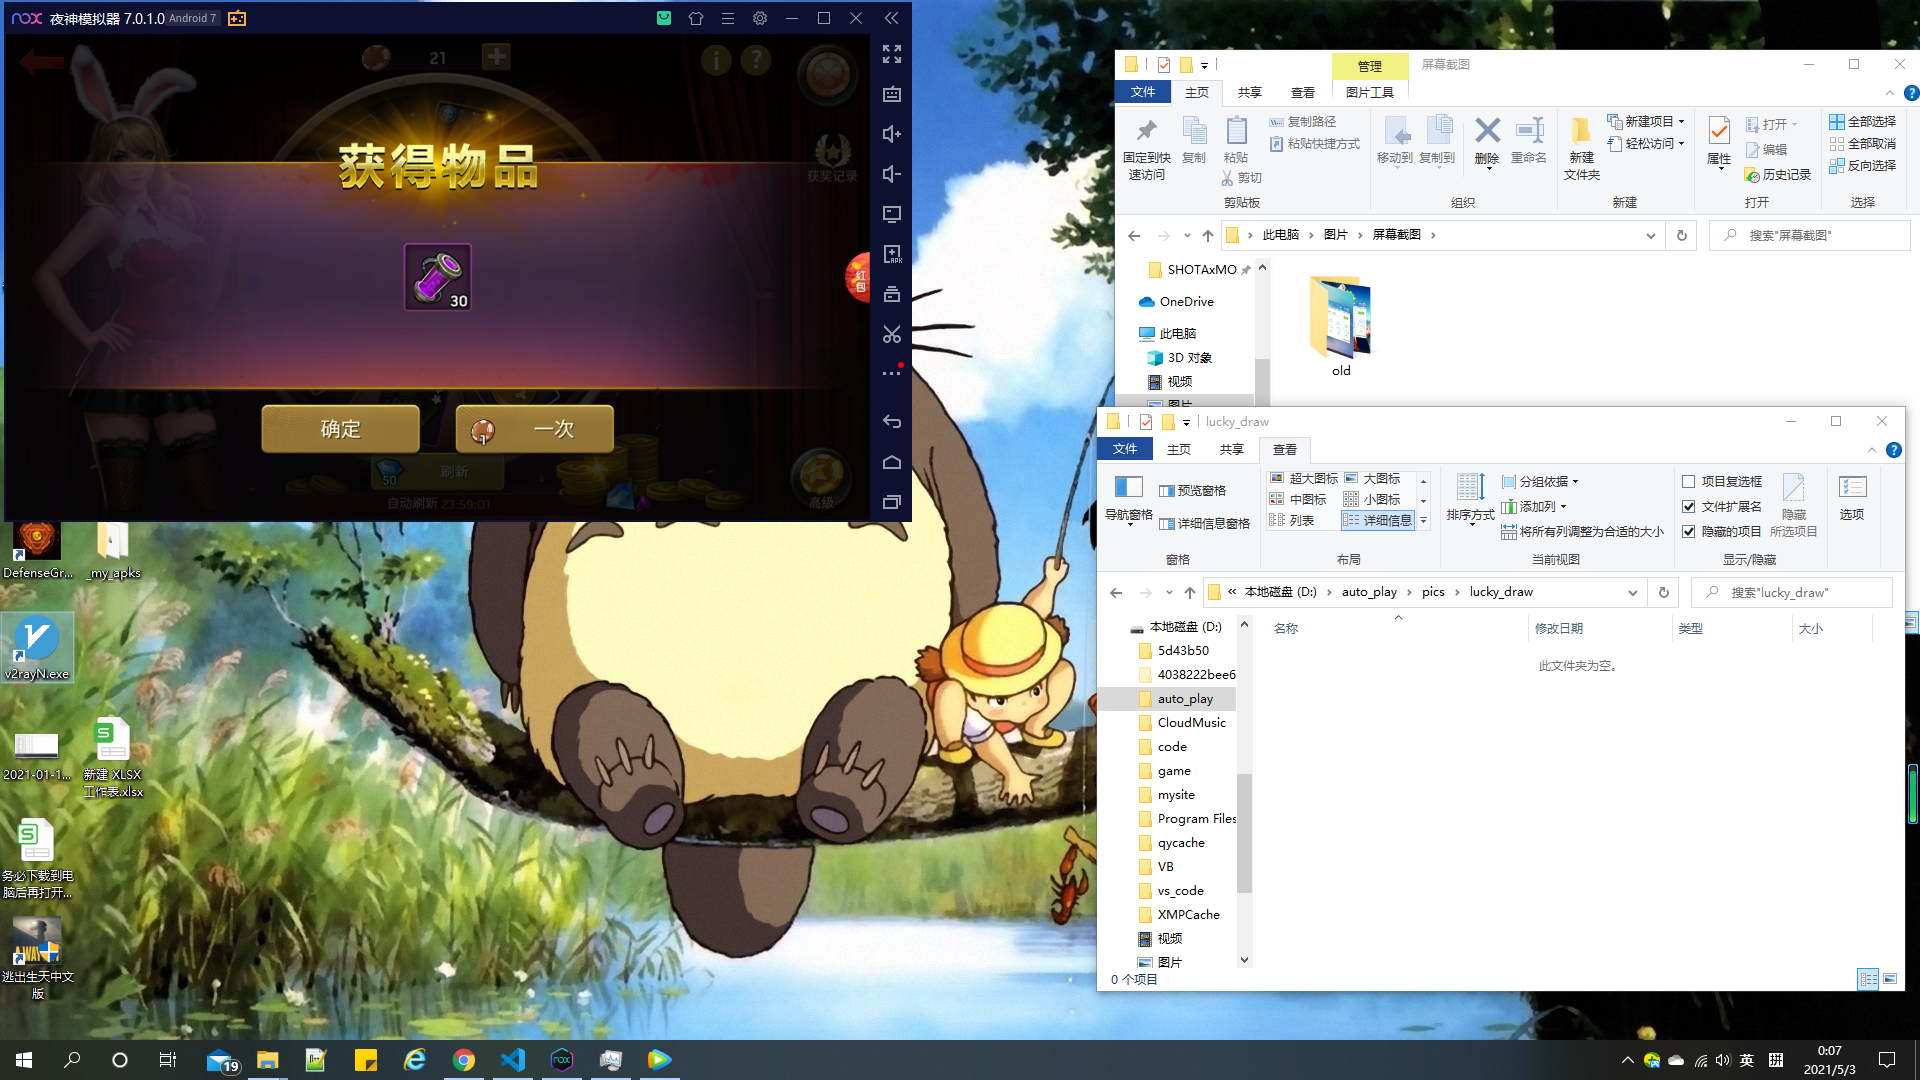 nox 夜神模拟器 7.0.1.0 Android 7
21
获得物品
获奖记录
红包
30
确定
1 一次
50 刷新
自动刷新 23:59:01
高级
APK
DefenseGr...
_my_apks
v2rayN.exe
2021-01-1...
新建 XLSX 工作表.xlsx
务必下载到电脑后再打开...
A WAY
逃出生天中文版
管理
屏幕截图
文件
主页
共享
查看
图片工具
固定到快速访问
复制
粘贴
复制路径
粘贴快捷方式
剪切
移动到
复制到
删除
重命名
新建文件夹
新建项目
轻松访问
属性
打开
编辑
历史记录
全部选择
全部取消
反向选择
剪贴板
组织
新建
打开
选择
此电脑 › 图片 › 屏幕截图 ›
搜索"屏幕截图"
SHOTAxMO
OneDrive
此电脑
3D 对象
视频
图片
old
lucky_draw
文件
主页
共享
查看
导航窗格
预览窗格
详细信息窗格
超大图标
大图标
中图标
小图标
列表
详细信息
排序方式
分组依据
添加列
将所有列调整为合适的大小
项目复选框
文件扩展名
隐藏的项目
隐藏所选项目
选项
窗格
布局
当前视图
显示/隐藏
« 本地磁盘 (D:) › auto_play › pics › lucky_draw
搜索"lucky_draw"
名称
修改日期
类型
大小
此文件夹为空。
本地磁盘 (D:)
5d43b50
4038222bee6
auto_play
CloudMusic
code
game
mysite
Program Files
qycache
VB
vs_code
XMPCache
视频
图片
0 个项目
19
nox
英
拼
0:07
2021/5/3